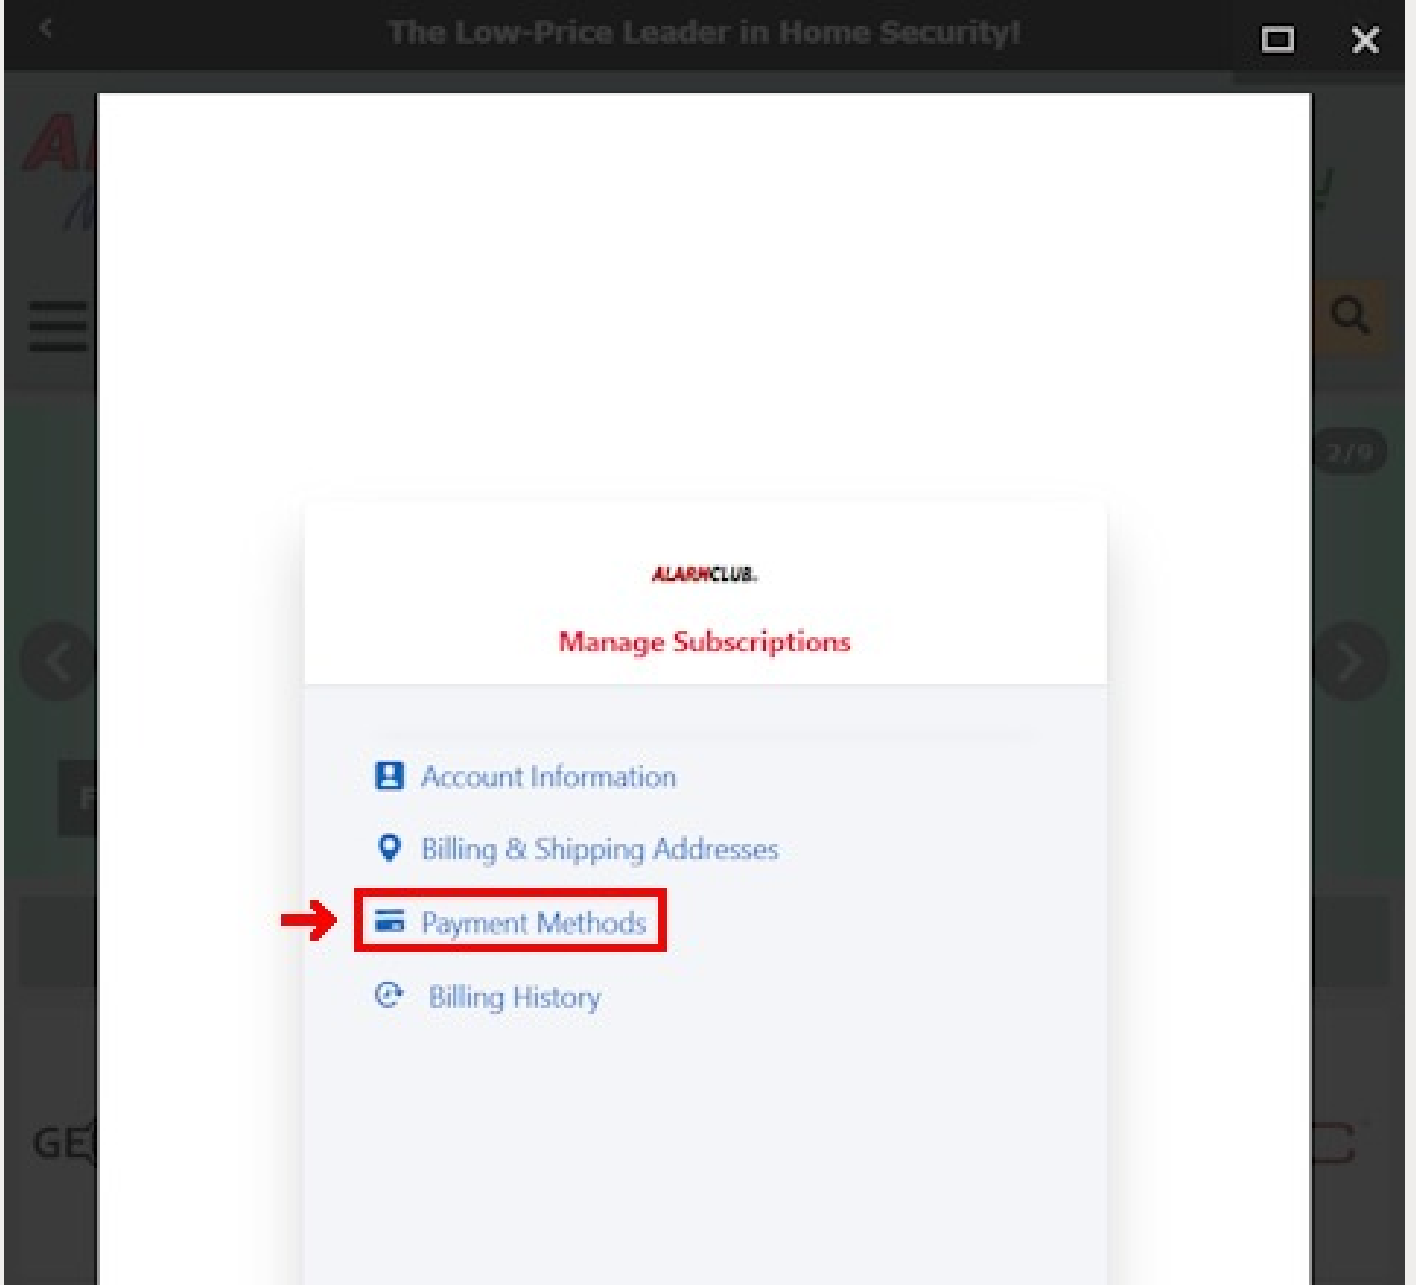 The Low-Price Leader in Home Security!
2/9
ALARMCLUB.
Manage Subscriptions
Account Information
Billing & Shipping Addresses
Payment Methods
Billing History
GE